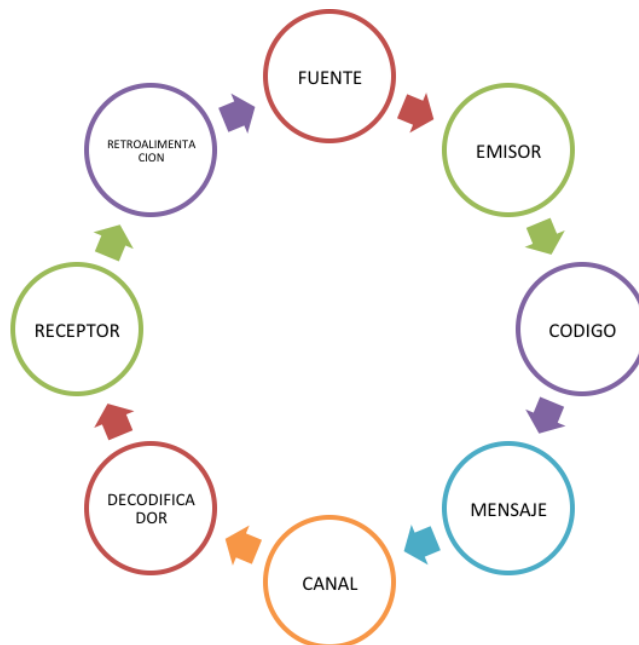 FUENTE
EMISOR
CODIGO
MENSAJE
CANAL
DECODIFICA
DOR
RECEPTOR
RETROALIMENTA
CION